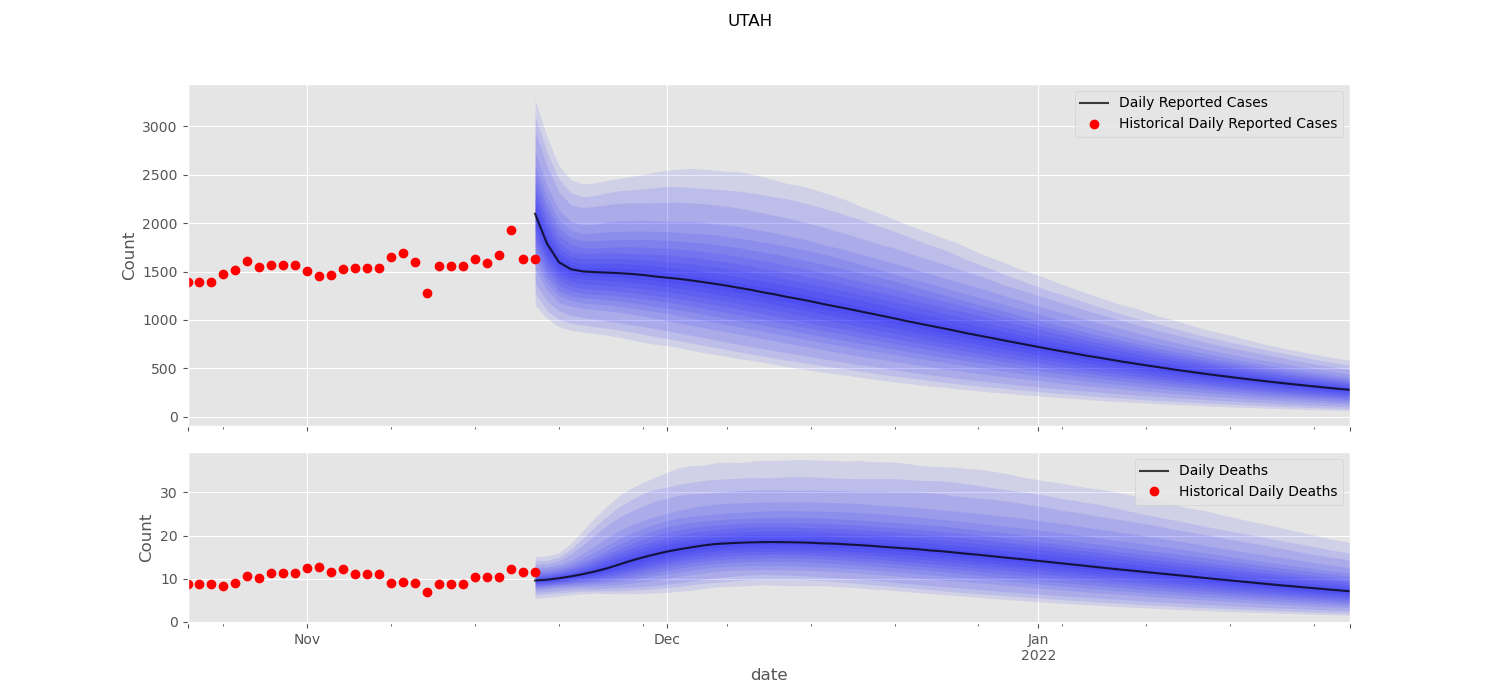 UTAH
3000
2500
2000
1500
1000
500
0
Count
Daily Reported Cases
Historical Daily Reported Cases
30
20
10
0
Count
Daily Deaths
Historical Daily Deaths
Nov
Dec
Jan
2022
date